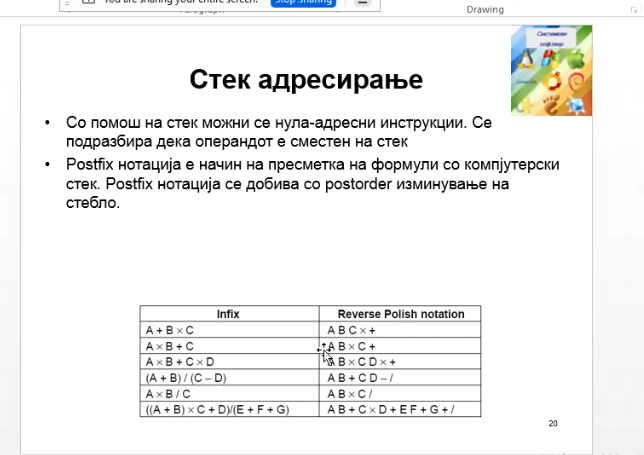 You are sharing your entire screen.
Stop sharing
Drawing
Системски
софтвер
Стек адресирање
• Со помош на стек можни се нула-адресни инструкции. Се
подразбира дека операндот е сместен на стек
• Postfix нотација е начин на пресметка на формули со компјутерски
стек. Postfix нотација се добива со postorder изминување на
стебло.
Infix Reverse Polish notation
A + B × C A B C × +
A × B + C A B × C +
A × B + C × D A B × C D × +
(A + B) / (C – D) A B + C D – /
A × B / C A B × C /
((A + B) × C + D)/(E + F + G) A B + C × D + E F + G + /
20